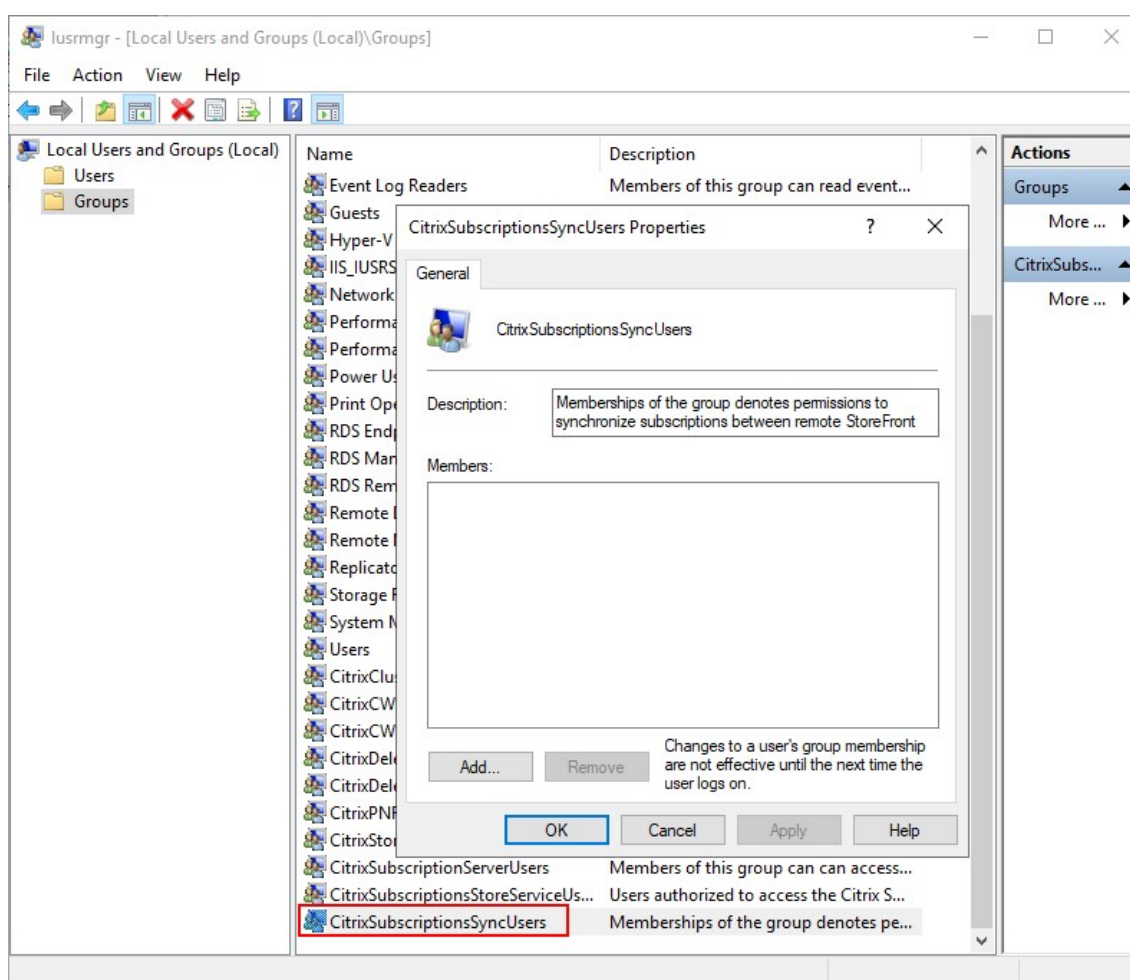 lusrmgr - [Local Users and Groups (Local)\Groups]
File Action View Help
Local Users and Groups (Local)
Users
Groups
Name Description
Event Log Readers Members of this group can read event...
Guests
Hyper-V
IIS_IUSRS
Network
Performa
Performa
Power Us
Print Ope
RDS Endp
RDS Man
RDS Rem
Remote
Remote
Replicato
Storage
System
Users
CitrixClu
CitrixCW
CitrixCW
CitrixDele
CitrixDele
CitrixPNF
CitrixStor
CitrixSubscriptionServerUsers Members of this group can can access...
CitrixSubscriptionsStoreServiceUs... Users authorized to access the Citrix S...
CitrixSubscriptionsSyncUsers Memberships of the group denotes pe...
CitrixSubscriptionsSyncUsers Properties ?
General
CitrixSubscriptionsSyncUsers
Description: Memberships of the group denotes permissions to
synchronize subscriptions between remote StoreFront
Members:
Add... Remove
Changes to a user's group membership
are not effective until the next time the
user logs on.
OK Cancel Apply Help
Actions
Groups
More ...
CitrixSubs...
More ...